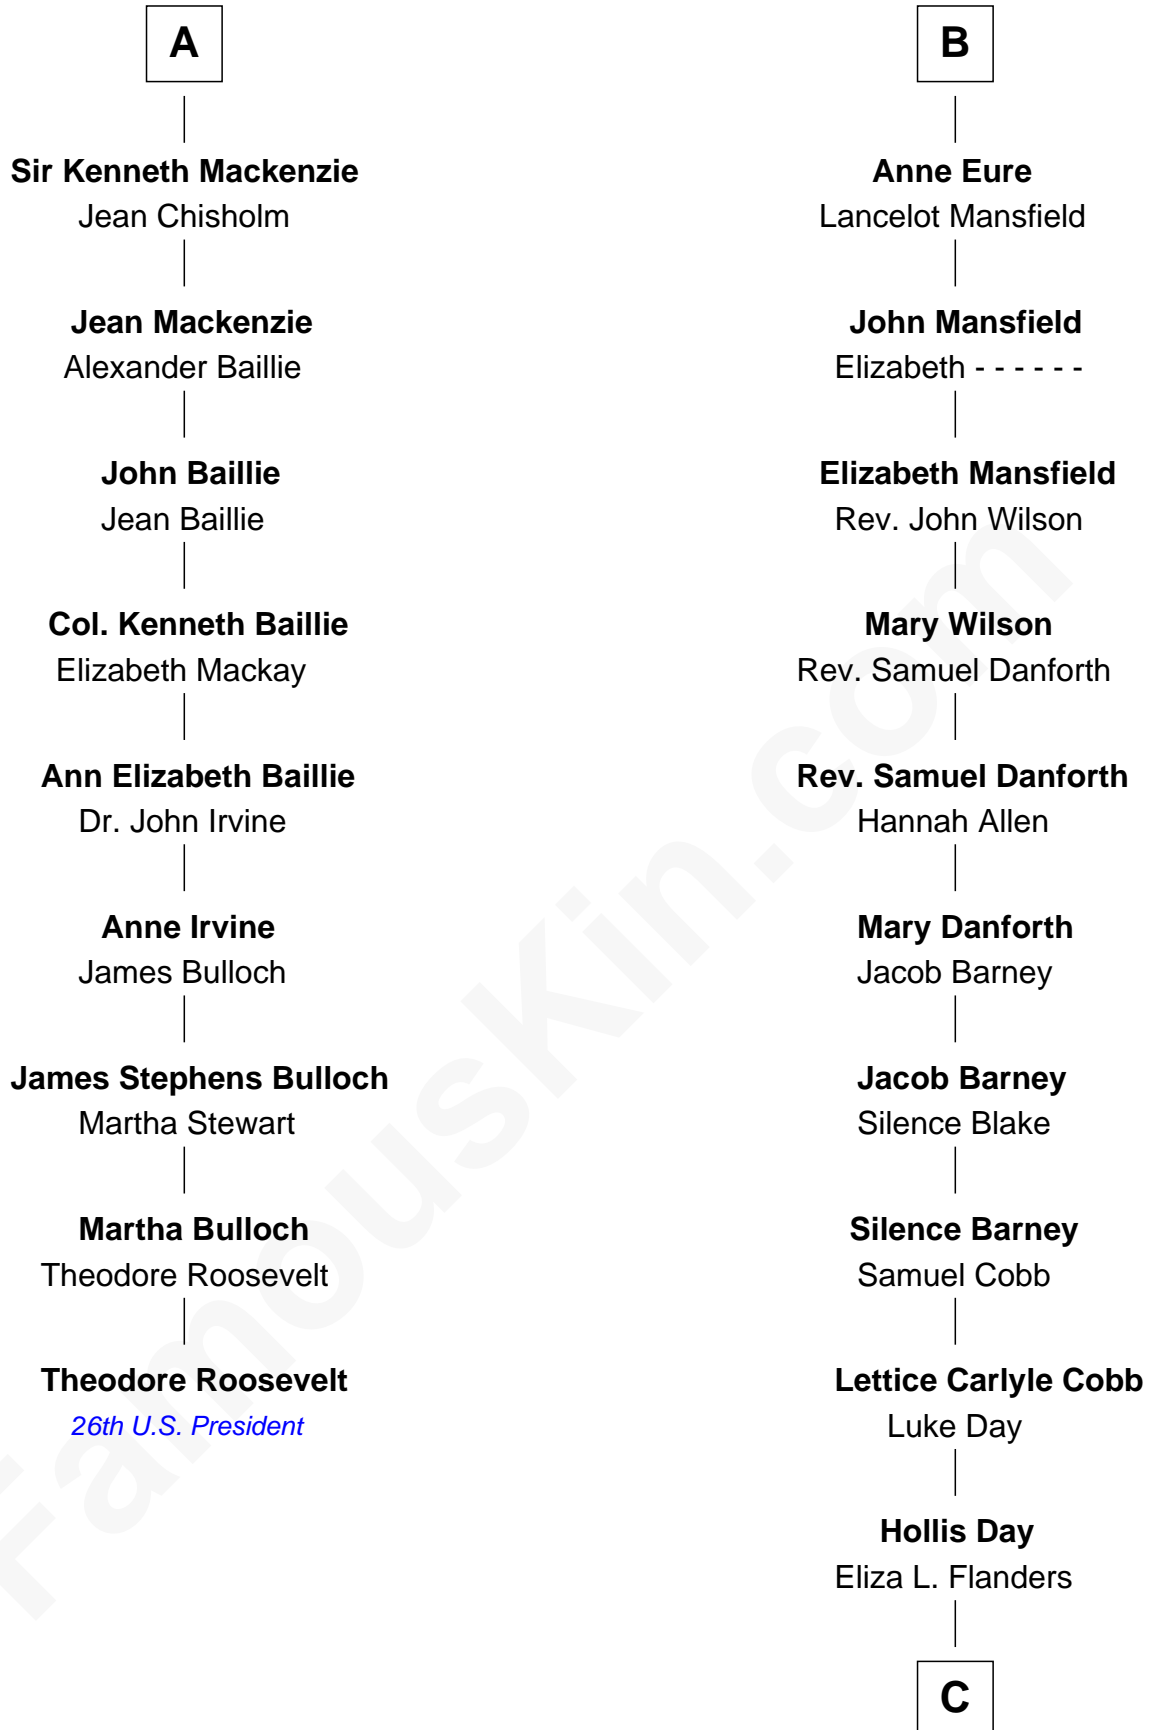 A
Sir Kenneth Mackenzie
Jean Chisholm
Jean Mackenzie
Alexander Baillie
John Baillie
Jean Baillie
Col. Kenneth Baillie
Elizabeth Mackay
Ann Elizabeth Baillie
Dr. John Irvine
Anne Irvine
James Bulloch
James Stephens Bulloch
Martha Stewart
Martha Bulloch
Theodore Roosevelt
Theodore Roosevelt
26th U.S. President
B
Anne Eure
Lancelot Mansfield
John Mansfield
Elizabeth - - - - - -
Elizabeth Mansfield
Rev. John Wilson
Mary Wilson
Rev. Samuel Danforth
Rev. Samuel Danforth
Hannah Allen
Mary Danforth
Jacob Barney
Jacob Barney
Silence Blake
Silence Barney
Samuel Cobb
Lettice Carlyle Cobb
Luke Day
Hollis Day
Eliza L. Flanders
C
FamousKin.com